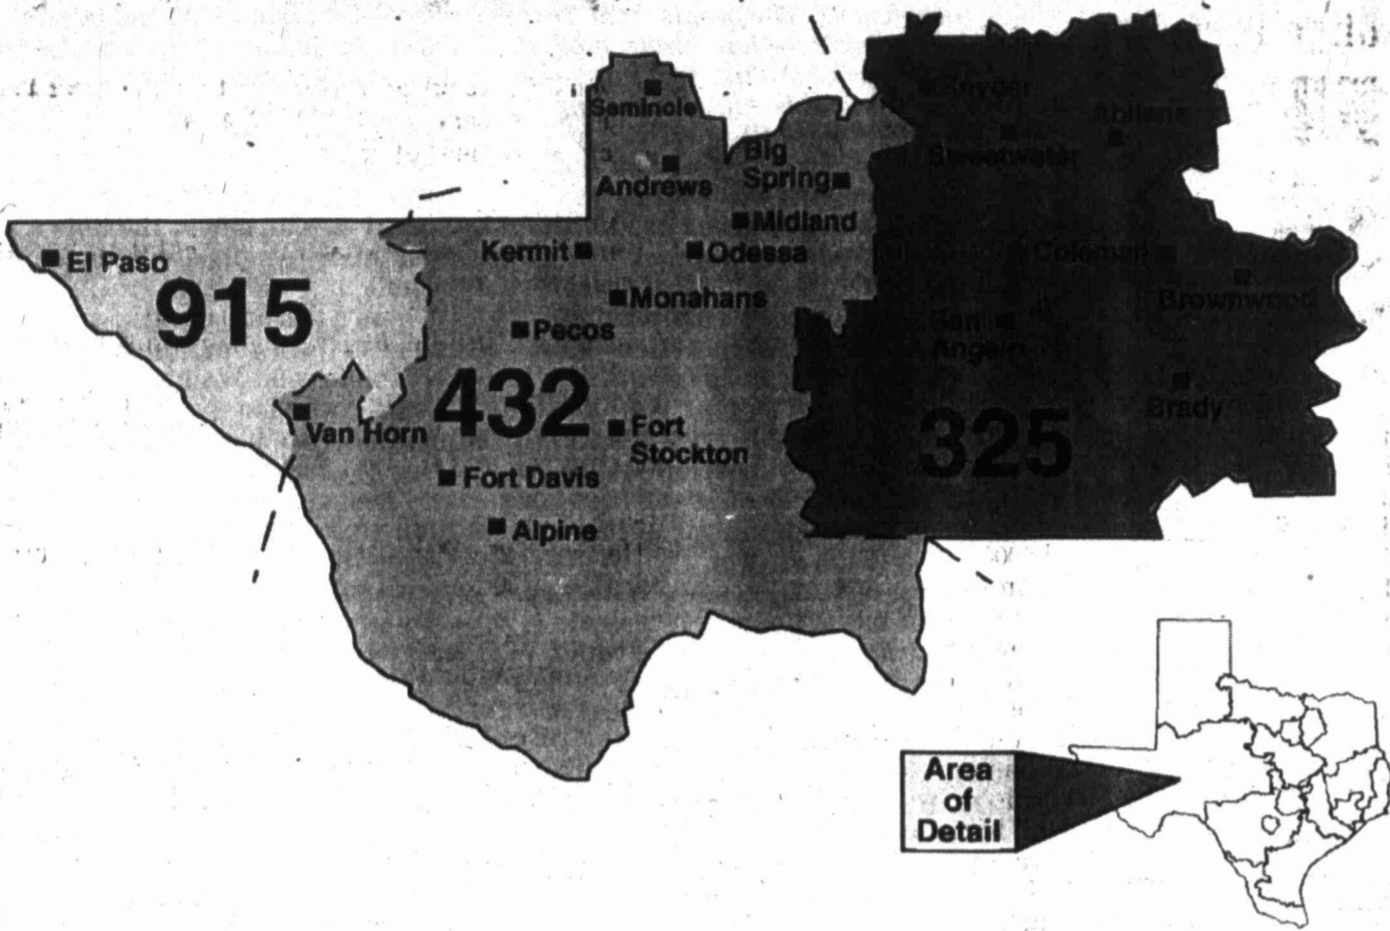 Seminole
Andrews
Big
Spring
Midland
Kermit
Odessa
Monahans
Pecos
El Paso
915
432
Van Horn
Fort
Stockton
Fort Davis
Alpine
Snyder
Abilene
Sweetwater
Coleman
Brownwood
San
Angelo
Brady
325
Area
of
Detail